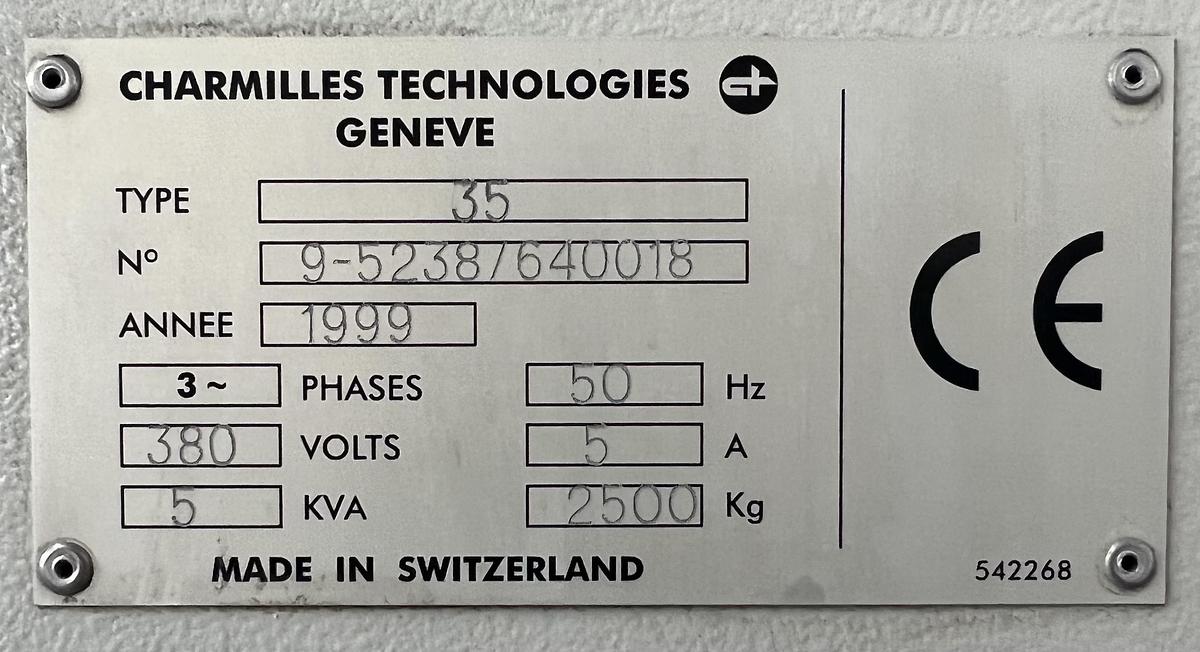 CHARMILLES TECHNOLOGIES
GENEVE
TYPE 35
Nº 9-5238/640018
ANNEE 1999
3~ PHASES 50 Hz
380 VOLTS 5 A
5 KVA 2500 Kg
MADE IN SWITZERLAND
CE
542268